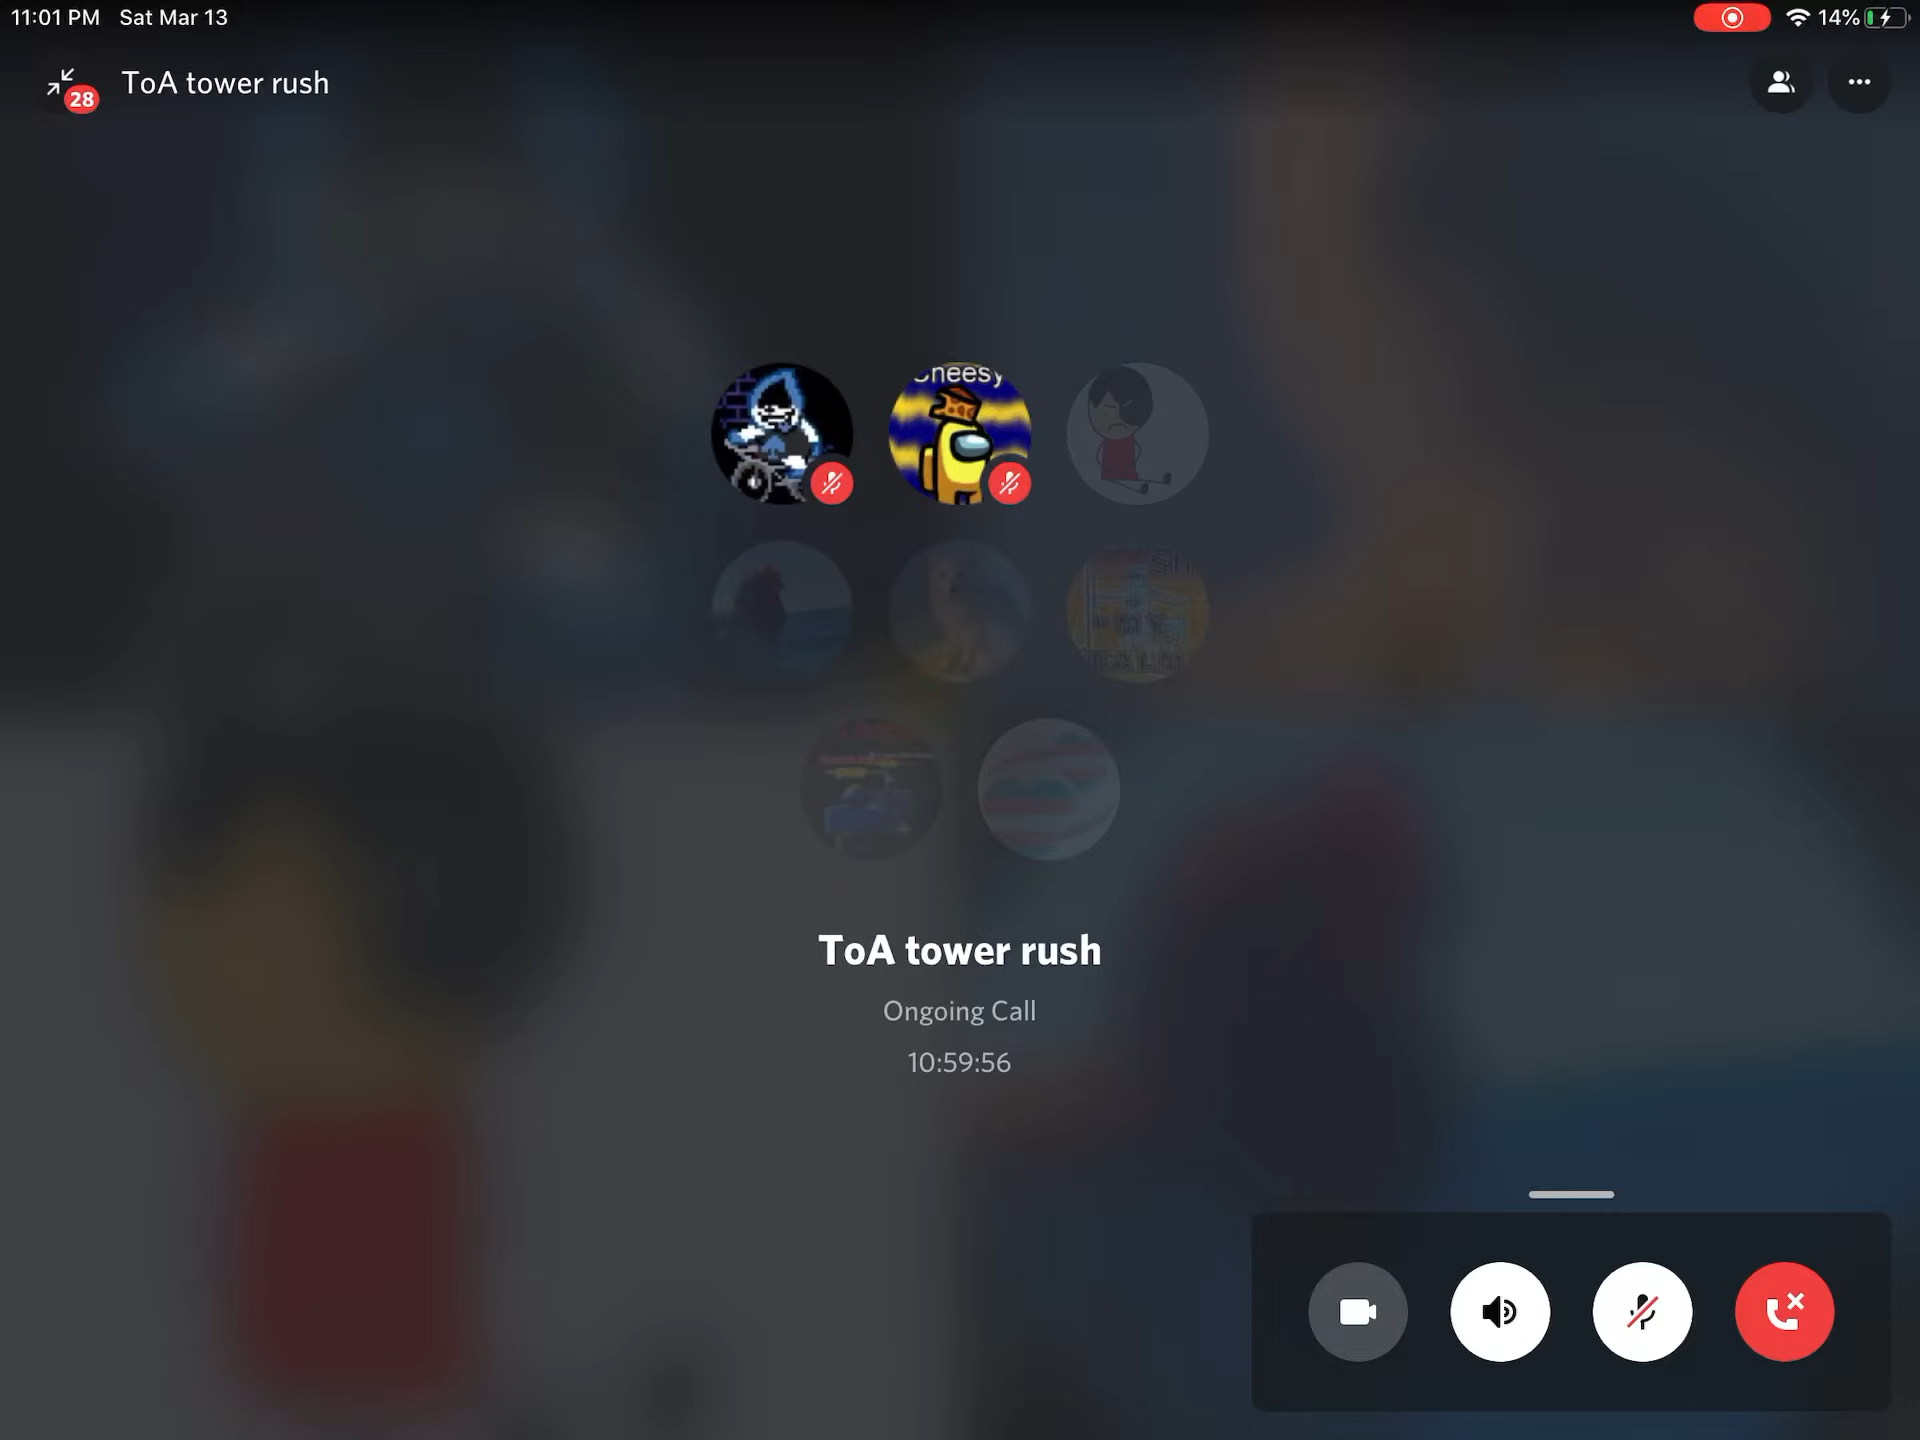 11:01 PM Sat Mar 13
14%
28
ToA tower rush
ToA tower rush
Ongoing Call
10:59:56